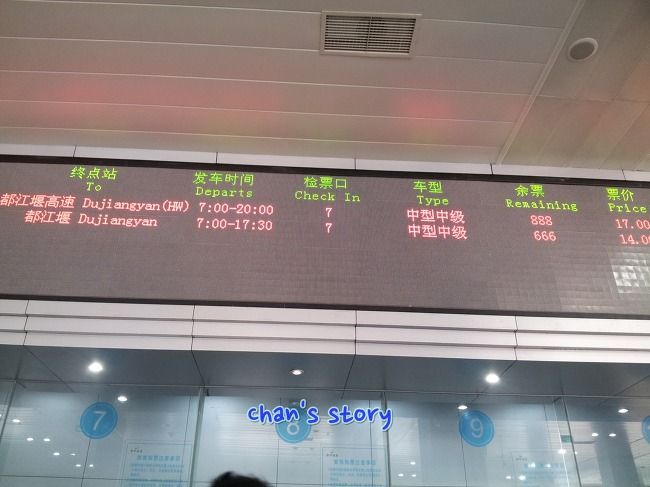 终点站 发车时间 检票口 车型 余票 票价
To Departs Check In Type Remaining Price
都江堰高速 Dujiangyan(HW) 7:00-20:00 7 中型中级 888 17.00
都江堰 Dujiangyan 7:00-17:30 7 中型中级 666 14.0
chan's story
7 8 9